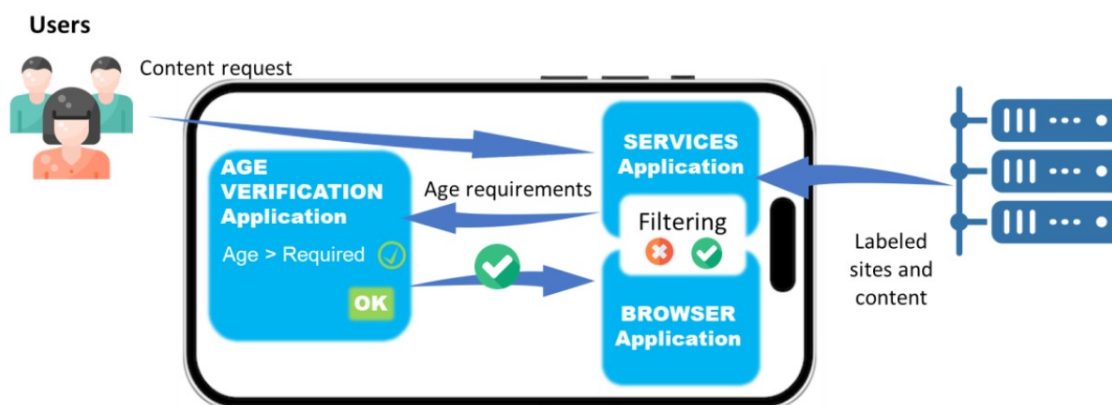 Users
Content request
AGE
VERIFICATION
Application
Age > Required
OK
Age requirements
SERVICES
Application
Filtering
BROWSER
Application
Labeled
sites and
content